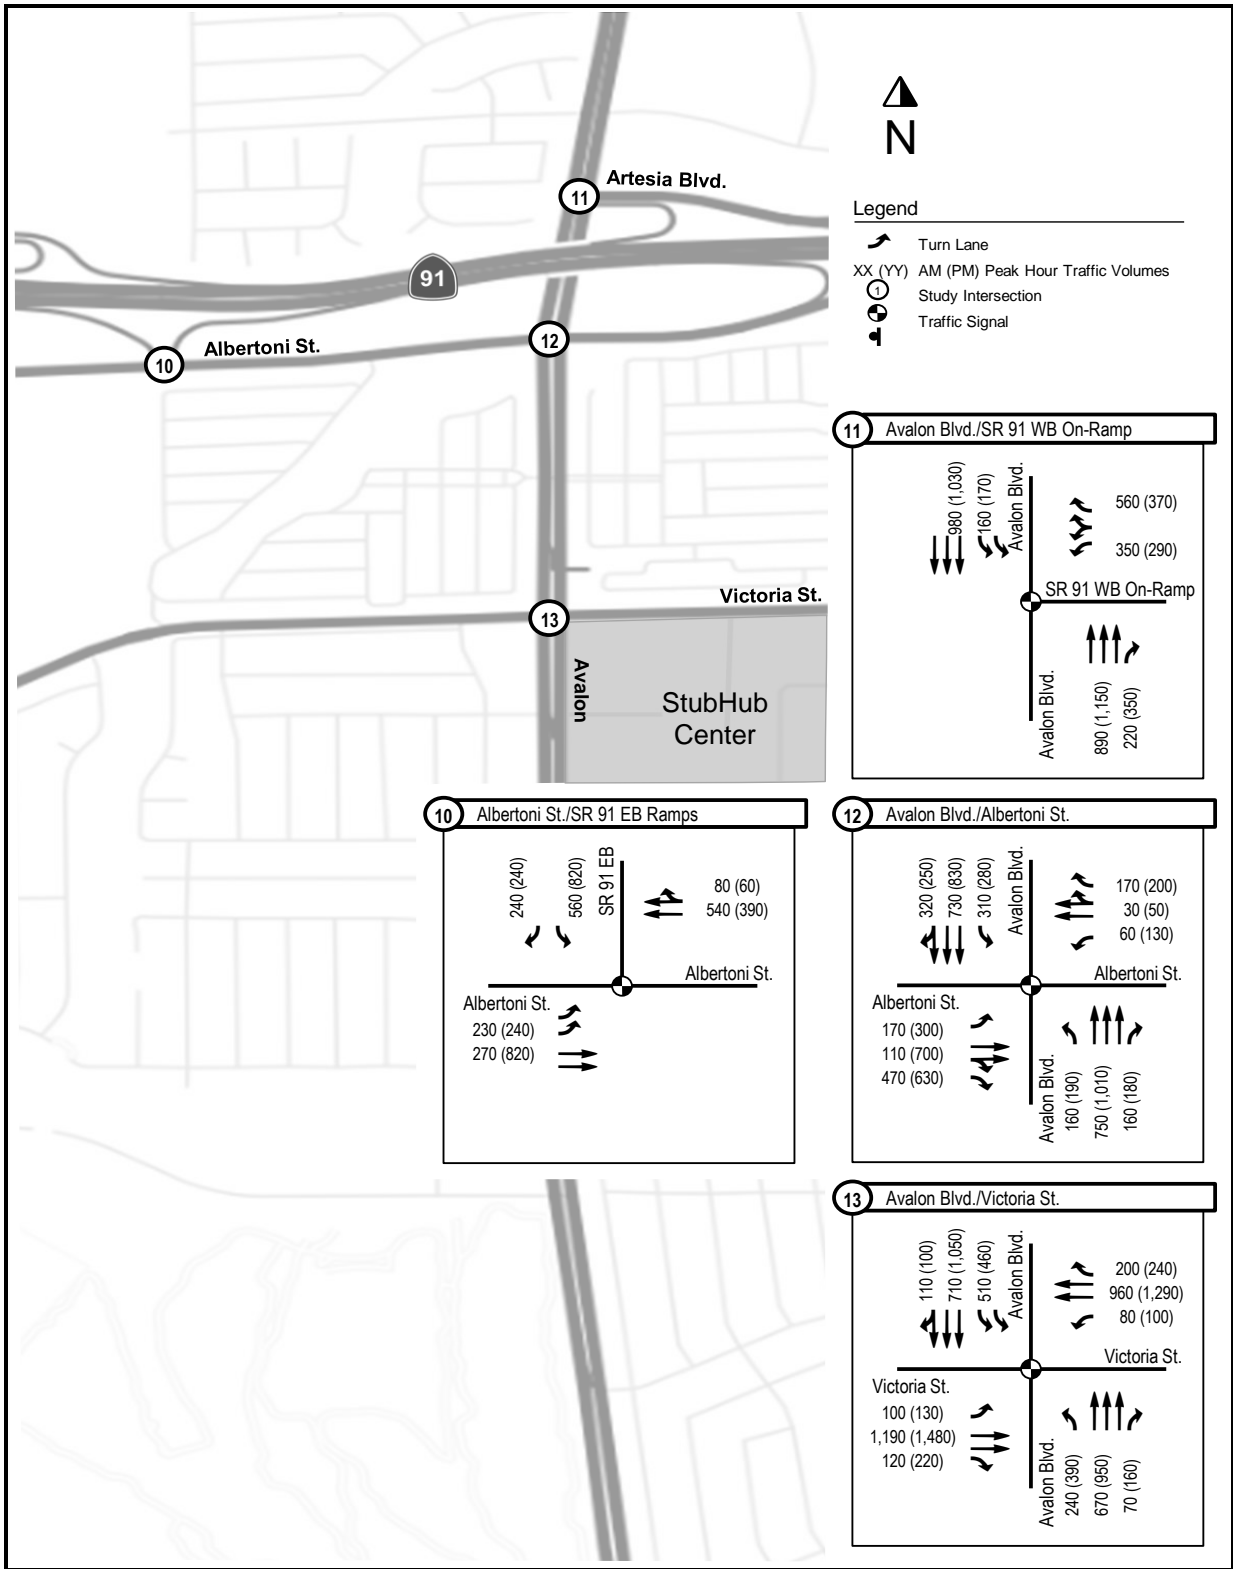 N
Legend
Turn Lane
XX (YY) AM (PM) Peak Hour Traffic Volumes
1 Study Intersection
Traffic Signal
11
Artesia Blvd.
91
10
Albertoni St.
12
13
Victoria St.
Avalon
StubHub
Center
11 Avalon Blvd./SR 91 WB On-Ramp
980 (1,030)
160 (170)
Avalon Blvd.
560 (370)
350 (290)
SR 91 WB On-Ramp
Avalon Blvd.
890 (1,150)
220 (350)
10 Albertoni St./SR 91 EB Ramps
240 (240)
560 (820)
SR 91 EB
80 (60)
540 (390)
Albertoni St.
Albertoni St.
230 (240)
270 (820)
12 Avalon Blvd./Albertoni St.
320 (250)
730 (830)
310 (280)
Avalon Blvd.
170 (200)
30 (50)
60 (130)
Albertoni St.
Albertoni St.
170 (300)
110 (700)
470 (630)
Avalon Blvd.
160 (190)
750 (1,010)
160 (180)
13 Avalon Blvd./Victoria St.
110 (100)
710 (1,050)
510 (460)
Avalon Blvd.
200 (240)
960 (1,290)
80 (100)
Victoria St.
Victoria St.
100 (130)
1,190 (1,480)
120 (220)
Avalon Blvd.
240 (390)
670 (950)
70 (160)